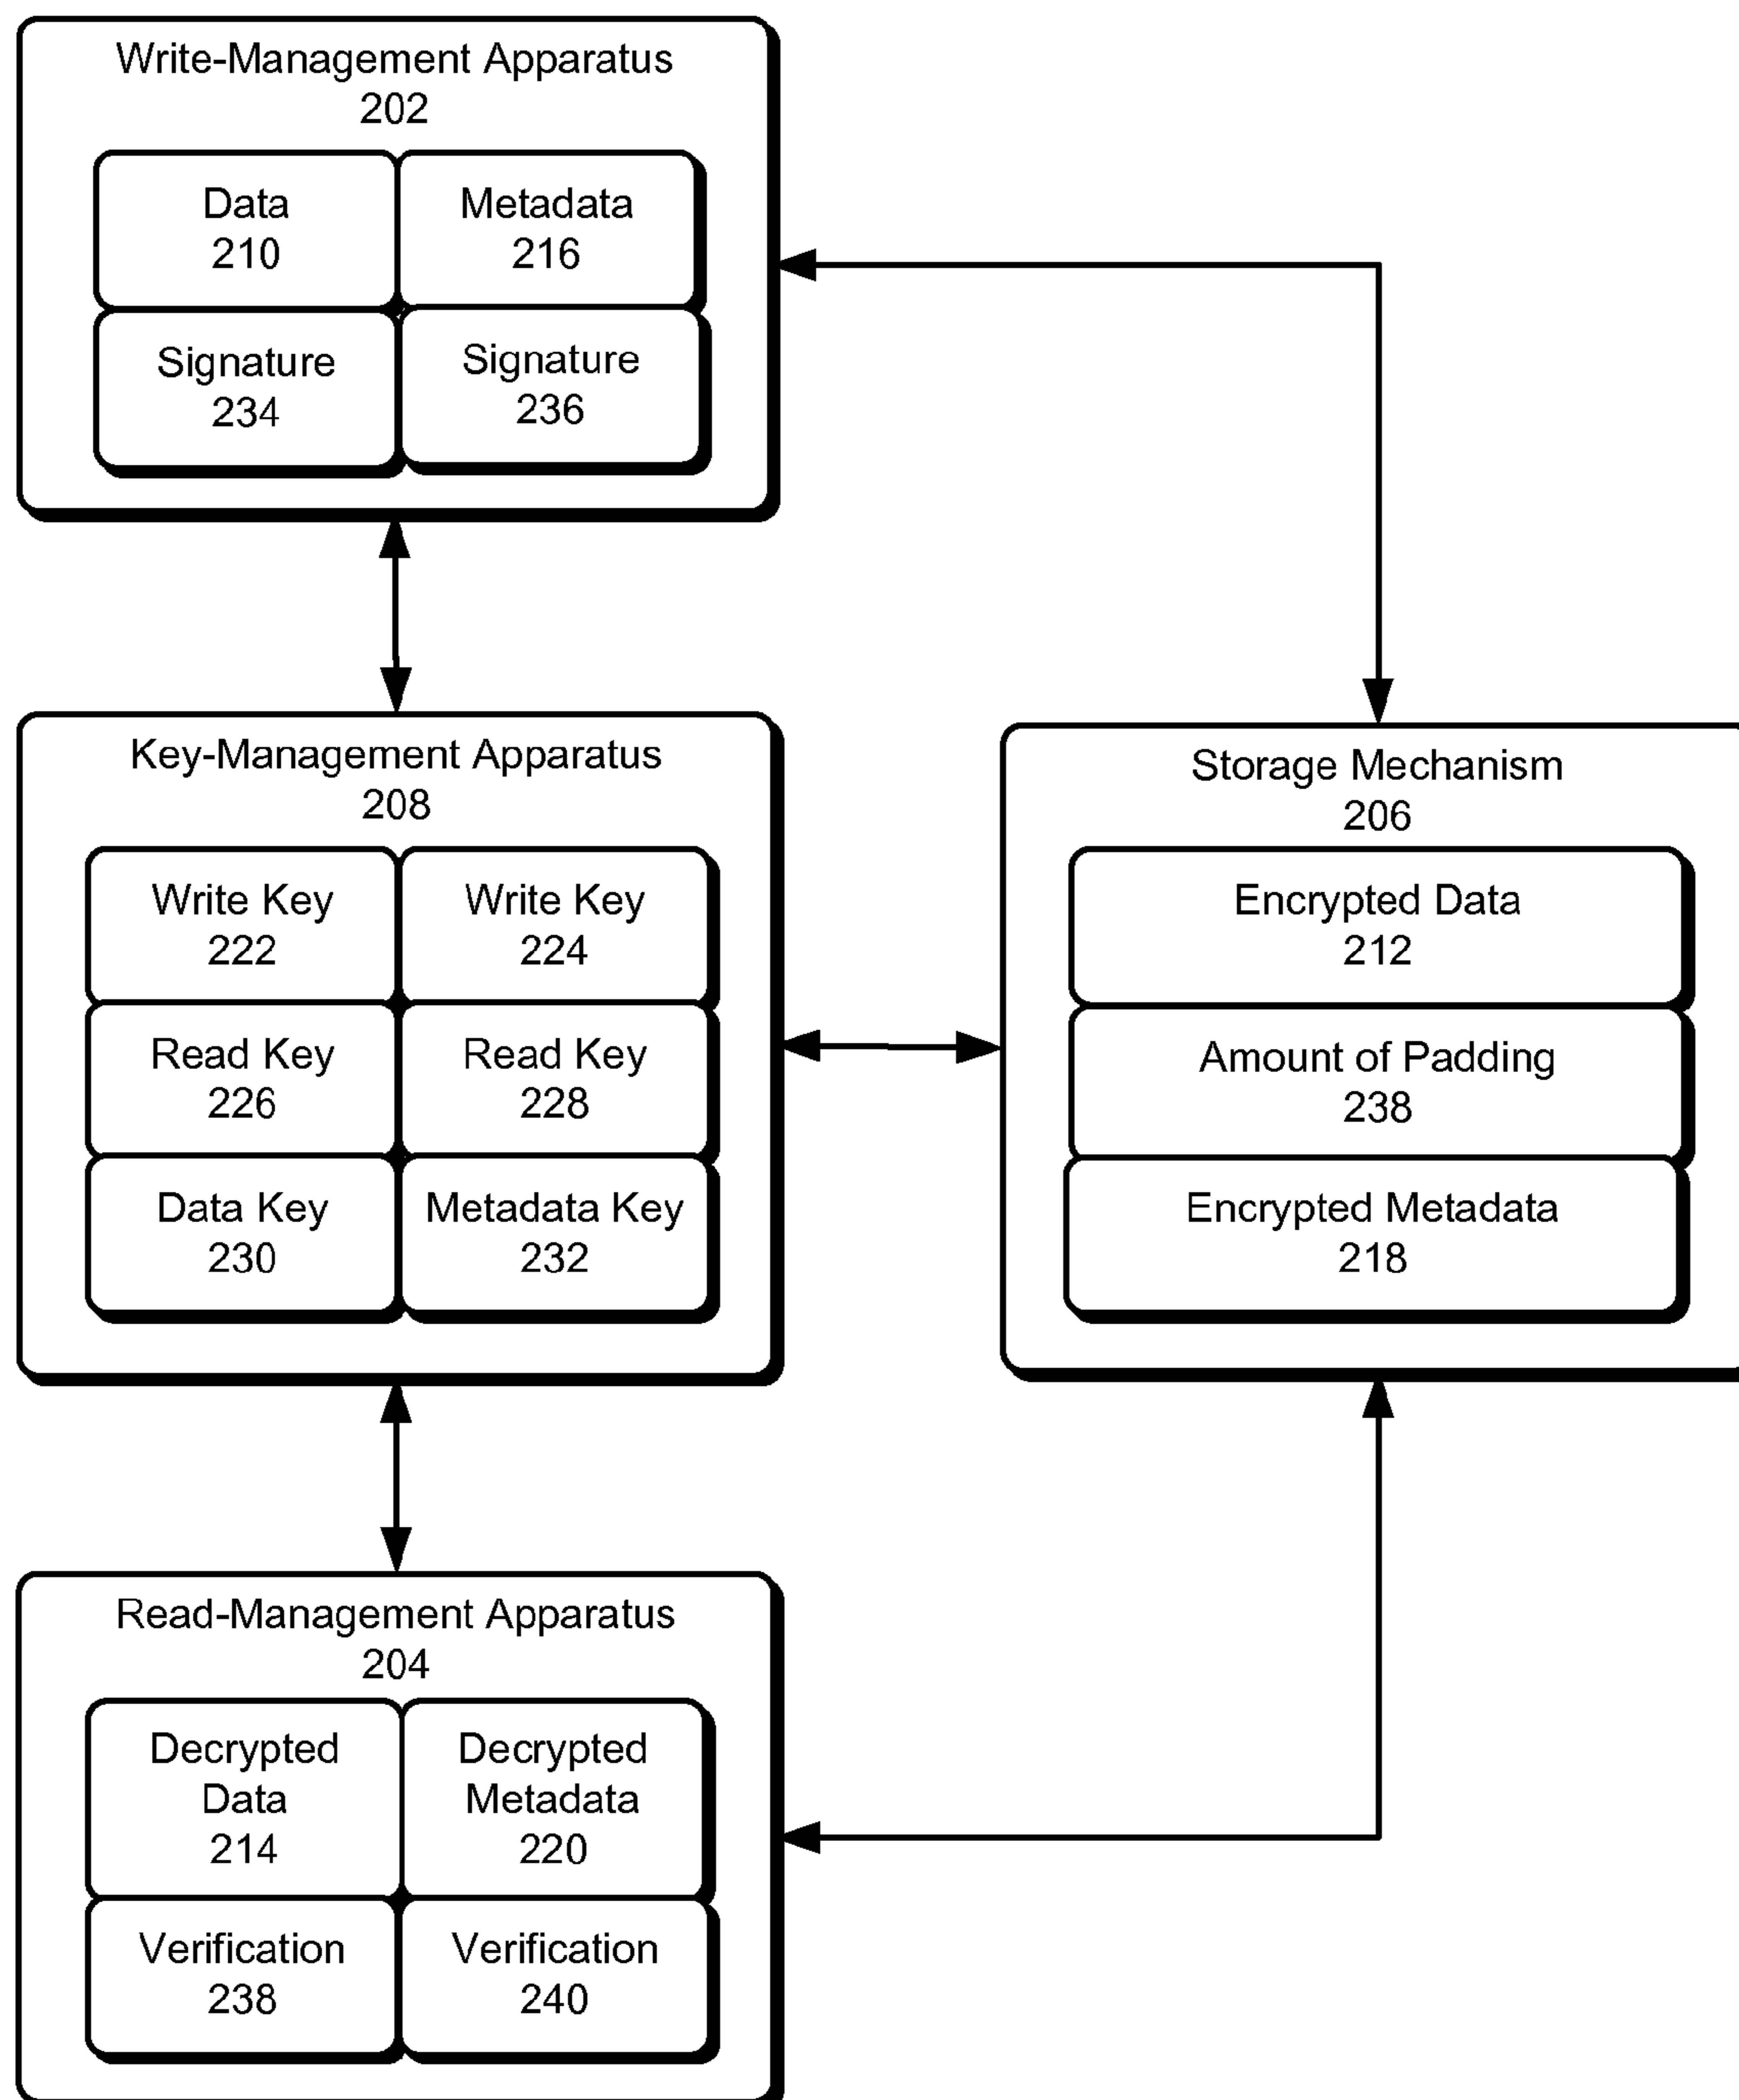 Write-Management Apparatus
202
Data
210
Metadata
216
Signature
234
Signature
236
Key-Management Apparatus
208
Write Key
222
Write Key
224
Read Key
226
Read Key
228
Data Key
230
Metadata Key
232
Storage Mechanism
206
Encrypted Data
212
Amount of Padding
238
Encrypted Metadata
218
Read-Management Apparatus
204
Decrypted
Data
214
Decrypted
Metadata
220
Verification
238
Verification
240